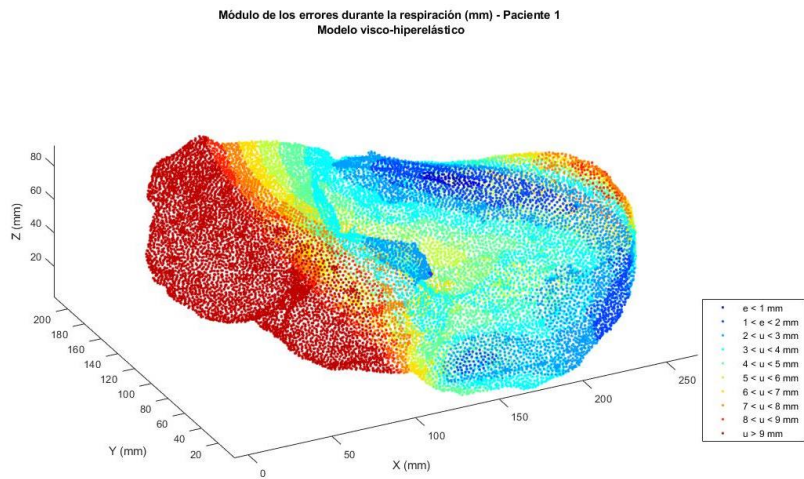 Módulo de los errores durante la respiración (mm) - Paciente 1
Modelo visco-hiperelástico
Z (mm)
80
60
40
20
200
180
160
140
120
100
80
60
40
20
Y (mm)
0
50
100
150
200
250
X (mm)
e < 1 mm
1 < e < 2 mm
2 < u < 3 mm
3 < u < 4 mm
4 < u < 5 mm
5 < u < 6 mm
6 < u < 7 mm
7 < u < 8 mm
8 < u < 9 mm
u > 9 mm